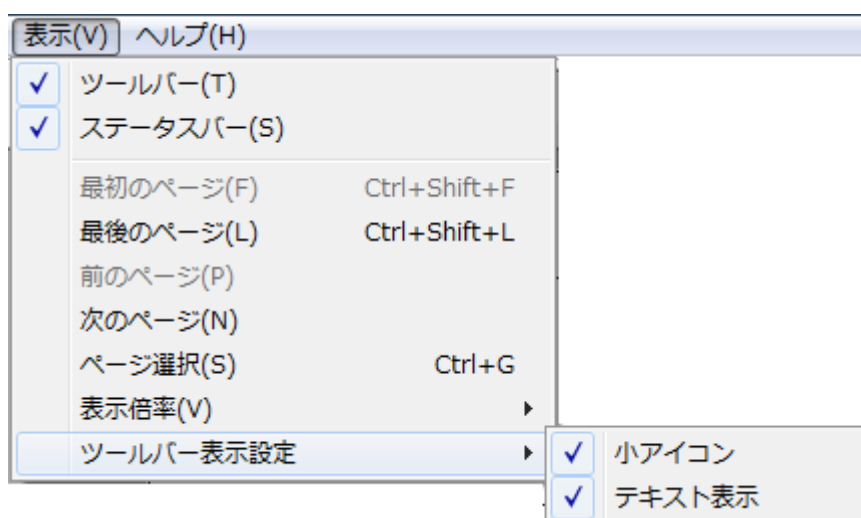 表示(V) ヘルプ(H)
ツールバー(T)
ステータスバー(S)
最初のページ(F) Ctrl+Shift+F
最後のページ(L) Ctrl+Shift+L
前のページ(P)
次のページ(N)
ページ選択(S) Ctrl+G
表示倍率(V)
ツールバー表示設定
小アイコン
テキスト表示